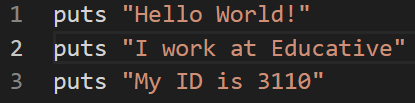 1 puts "Hello World!"
2 puts "I work at Educative"
3 puts "My ID is 3110"